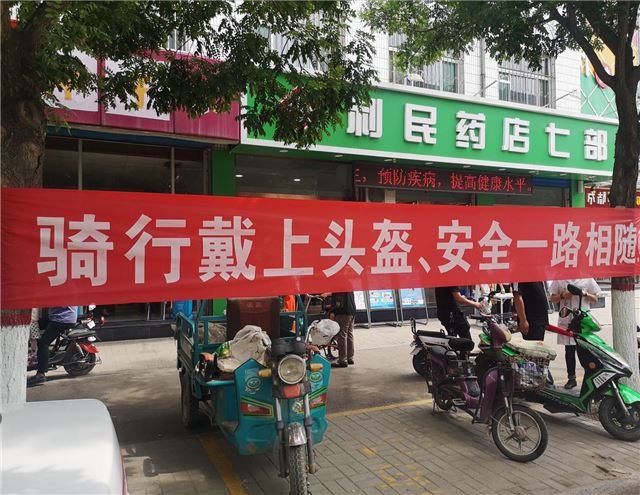 利民药店七部
，预防疾病，提高健康水平。
骑行戴上头盔、安全一路相随